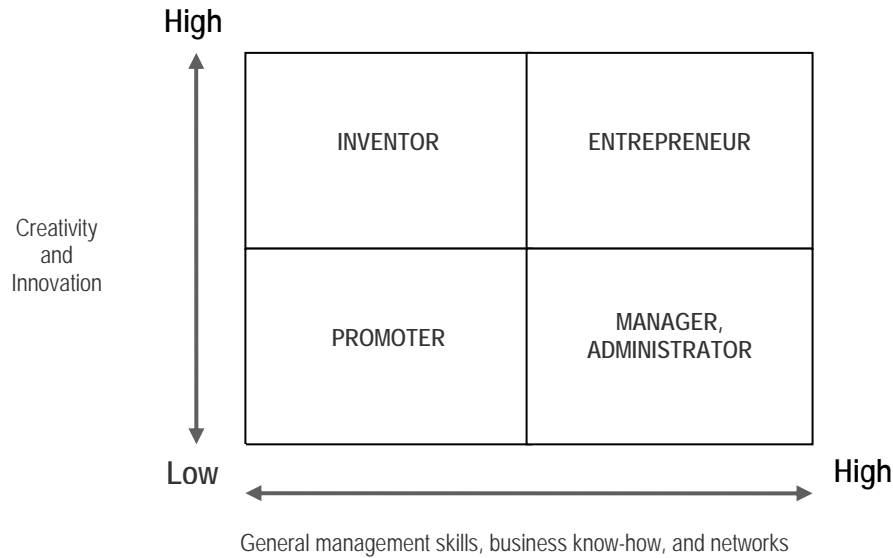 High
INVENTOR
ENTREPRENEUR
Creativity
and
Innovation
PROMOTER
MANAGER,
ADMINISTRATOR
Low
High
General management skills, business know-how, and networks